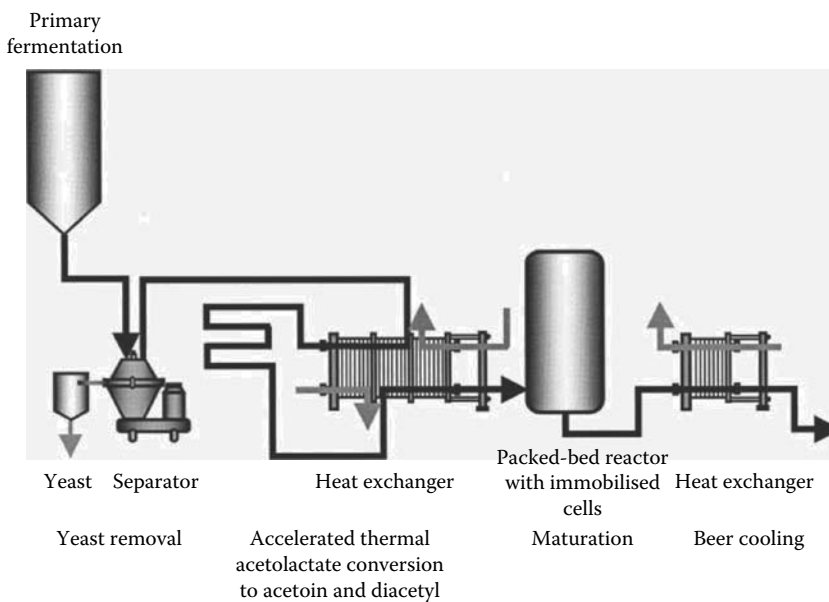 Primary
fermentation
Yeast
Separator
Heat exchanger
Packed-bed reactor
with immobilised
cells
Heat exchanger
Yeast removal
Accelerated thermal
acetolactate conversion
to acetoin and diacetyl
Maturation
Beer cooling